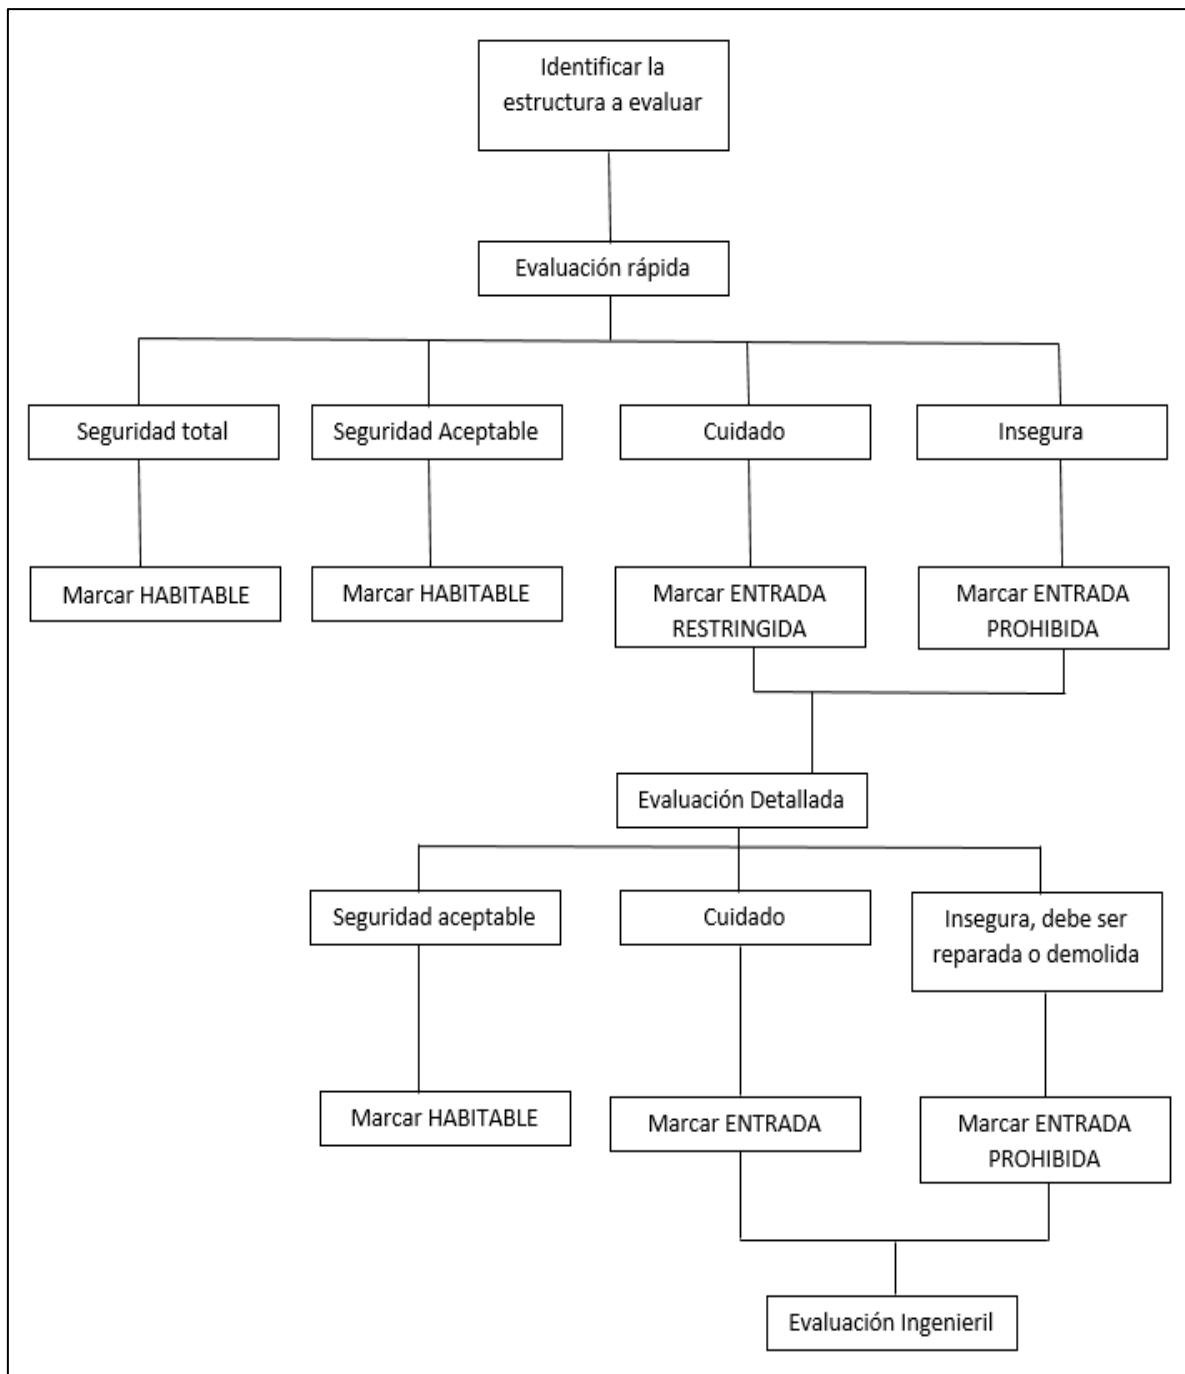 Identificar la
estructura a evaluar
Evaluación rápida
Seguridad total
Seguridad Aceptable
Cuidado
Insegura
Marcar HABITABLE
Marcar HABITABLE
Marcar ENTRADA
RESTRINGIDA
Marcar ENTRADA
PROHIBIDA
Evaluación Detallada
Seguridad aceptable
Cuidado
Insegura, debe ser
reparada o demolida
Marcar HABITABLE
Marcar ENTRADA
Marcar ENTRADA
PROHIBIDA
Evaluación Ingenieril